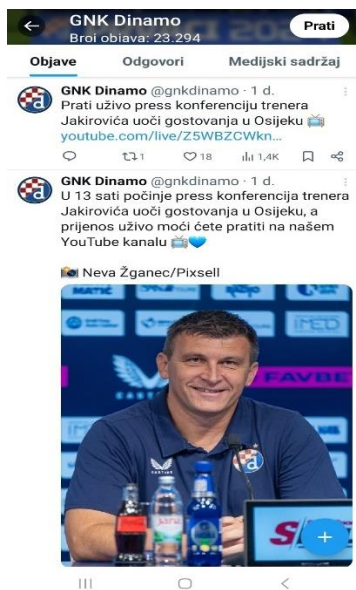 GNK Dinamo
Broj objava: 23.294
Prati
Objave
Odgovori
Medijski sadržaj
GNK Dinamo @gnkdinamo · 1 d.
Prati uživo press konferenciju trenera
Jakirovića uoči gostovanja u Osijeku
youtube.com/live/Z5WBZCWkn...
1
18
1,4K
GNK Dinamo @gnkdinamo · 1 d.
U 13 sati počinje press konferencija trenera
Jakirovića uoči gostovanja u Osijeku, a
prijenos uživo moći ćete pratiti na našem
YouTube kanalu
Neva Žganec/Pixsell
MATIĆ
FAVBE